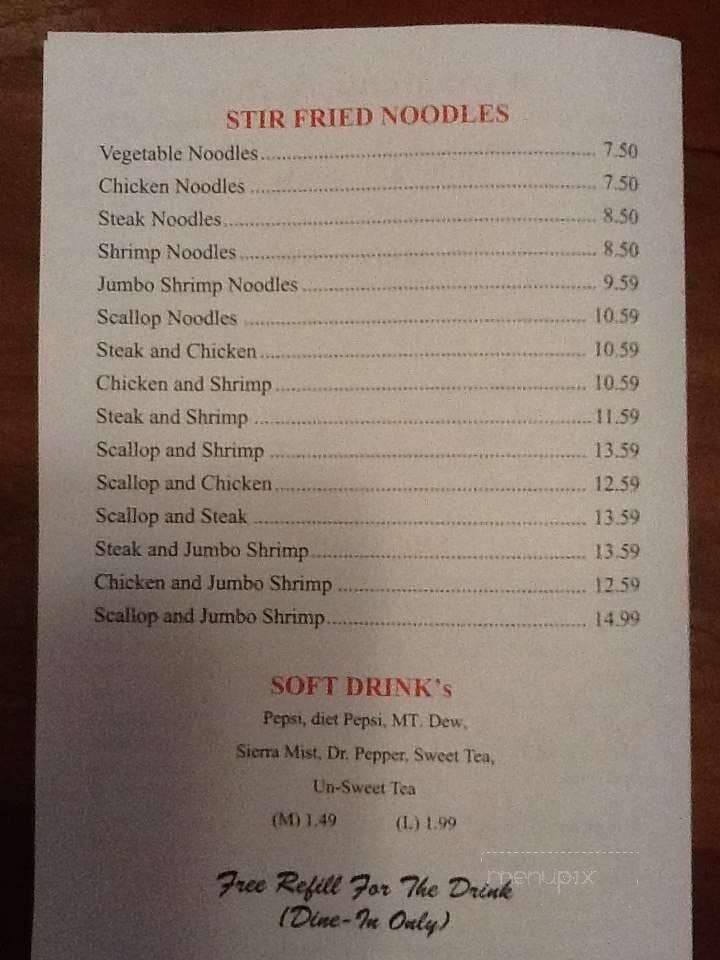 STIR FRIED NOODLES
Vegetable Noodles 7.50
Chicken Noodles 7.50
Steak Noodles 8.50
Shrimp Noodles 8.50
Jumbo Shrimp Noodles 9.59
Scallop Noodles 10.59
Steak and Chicken 10.59
Chicken and Shrimp 10.59
Steak and Shrimp 11.59
Scallop and Shrimp 13.59
Scallop and Chicken 12.59
Scallop and Steak 13.59
Steak and Jumbo Shrimp 13.59
Chicken and Jumbo Shrimp 12.59
Scallop and Jumbo Shrimp 14.99
SOFT DRINK's
Pepsi, diet Pepsi, MT. Dew,
Sierra Mist, Dr. Pepper, Sweet Tea,
Un-Sweet Tea
(M) 1.49 (L) 1.99
menupix
Free Refill For The Drink
(Dine-In Only)